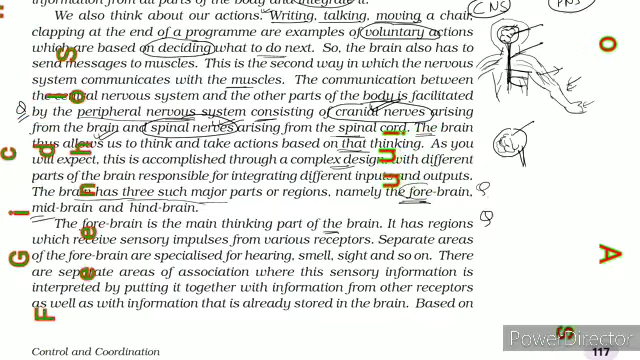 information from all parts of the body and integrate it.
We also think about our actions. Writing, talking, moving a chair,
clapping at the end of a programme are examples of voluntary actions
which are based on deciding what to do next. So, the brain also has to
send messages to muscles. This is the second way in which the nervous
system communicates with the muscles. The communication between
the central nervous system and the other parts of the body is facilitated
by the peripheral nervous system consisting of cranial nerves arising
from the brain and spinal nerves arising from the spinal cord. The brain
thus allows us to think and take actions based on that thinking. As you
will expect, this is accomplished through a complex design, with different
parts of the brain responsible for integrating different inputs and outputs.
The brain has three such major parts or regions, namely the fore-brain,
mid-brain and hind-brain.
The fore-brain is the main thinking part of the brain. It has regions
which receive sensory impulses from various receptors. Separate areas
of the fore-brain are specialised for hearing, smell, sight and so on. There
are separate areas of association where this sensory information is
interpreted by putting it together with information from other receptors
as well as with information that is already stored in the brain. Based on
Control and Coordination
117
CNS
PNS
PowerDirector